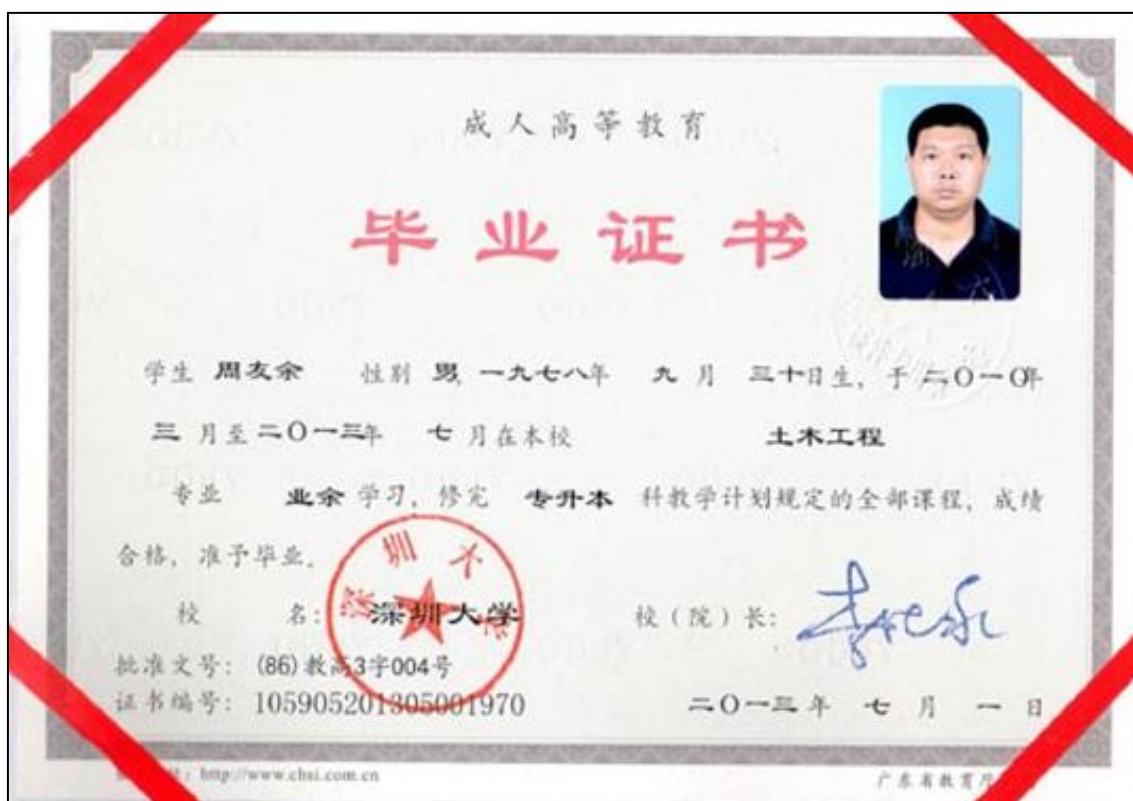 成人高等教育
毕业证书
学生 周友余 性别 男, 一九七八年 九 月 三十日生, 于 二〇一〇年
三 月至 二〇一三年 七 月在本校 土木工程
专业 业余 学习, 修完 专升本 科教学计划规定的全部课程, 成绩
合格, 准予毕业。
校 名: 深圳大学 校（院）长:
深圳大学
批准文号: (86)教高3字004号
证书编号: 105905201305001970 二〇一三年 七 月 一 日
http://www.chsi.com.cn 广东省教育厅